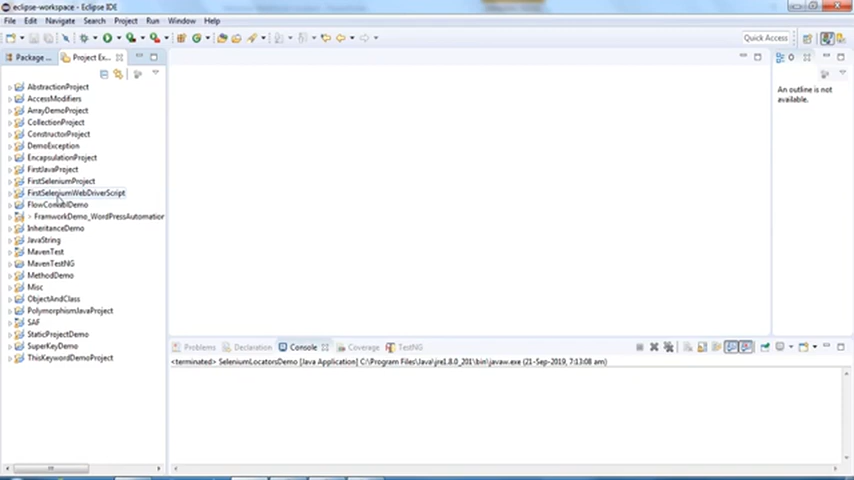 eclipse-workspace - Eclipse IDE
File Edit Navigate Search Project Run Window Help
Quick Access
Package ... Project Ex... O
AbstractionProject
AccessModifiers
ArrayDemoProject
CollectionProject
ConstructorProject
DemoException
EncapsulationProject
FirstJavaProject
FirstSeleniumProject
FirstSeleniumWebDriverScript
FlowContolDemo
> FramworkDemo_WordPressAutomation
InheritanceDemo
JavaString
MavenTest
MavenTestNG
MethodDemo
Misc
ObjectAndClass
PolymorphismJavaProject
SAF
StaticProjectDemo
SuperKeyDemo
ThisKeywordDemoProject
An outline is not
available.
Problems Declaration Console Coverage TestNG
<terminated> SeleniumLocatorsDemo [Java Application] C:\Program Files\Java\jre1.8.0_201\bin\javaw.exe (21-Sep-2019, 7:13:08 am)